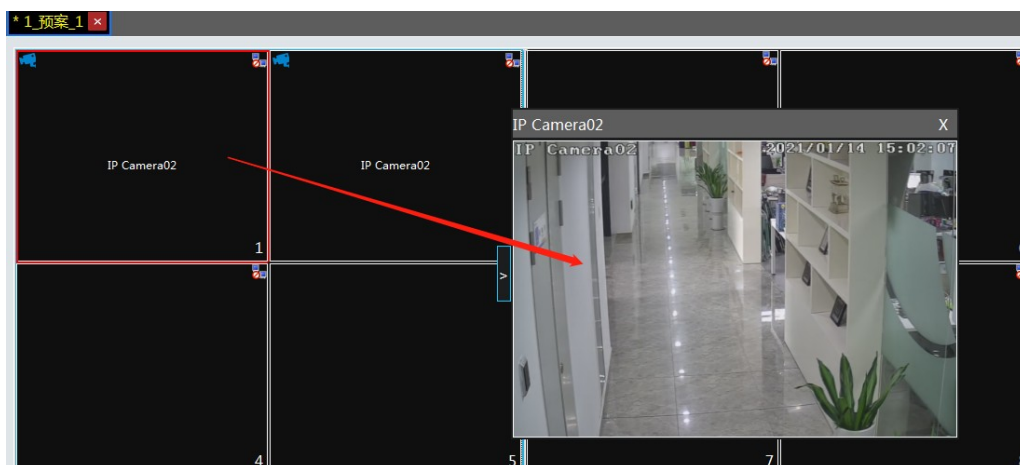 * 1_预案_1 ×
IP Camera02
IP Camera02
1
IP Camera02 X
IP Camera02 2021/01/14 15:02:07
>
4
5
7